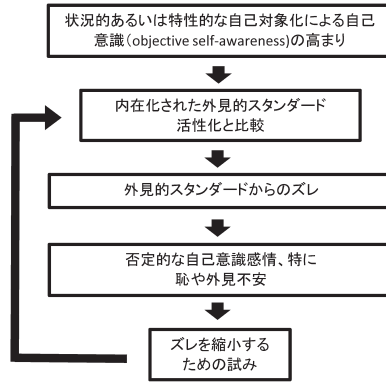 状況的あるいは特性的な自己対象化による自己
意識(objective self-awareness)の高まり
内在化された外見的スタンダード
活性化と比較
外見的スタンダードからのズレ
否定的な自己意識感情、特に
恥や外見不安
ズレを縮小する
ための試み